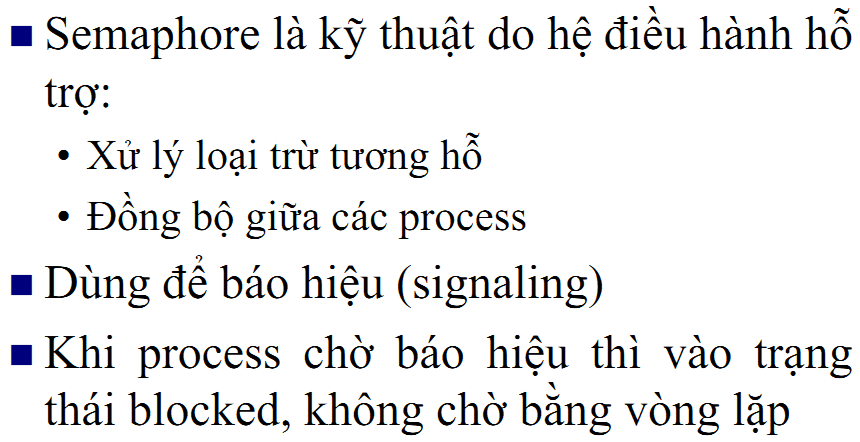 ■ Semaphore là kỹ thuật do hệ điều hành hỗ
trợ:
• Xử lý loại trừ tương hỗ
• Đồng bộ giữa các process
■ Dùng để báo hiệu (signaling)
■ Khi process chờ báo hiệu thì vào trạng
thái blocked, không chờ bằng vòng lặp